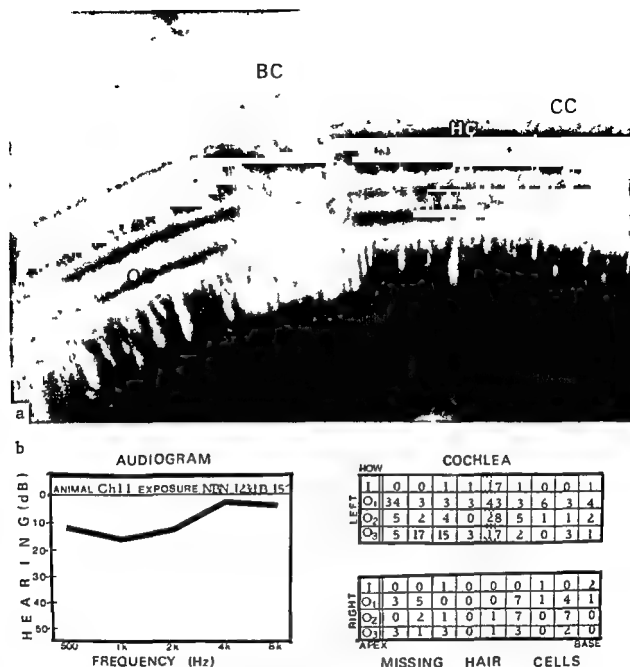 BC
CC
HC
O
a
b
AUDIOGRAM
ANIMAL Ch11 EXPOSURE NBN 123 15
HEARING (dB)
0
10
20
30
40
50
500 1k 2k 4k 8k
FREQUENCY (Hz)
COCHLEA
ROW
LEFT
I 0 0 1 1 7 1 0 0 1
O1 34 3 3 3 43 3 6 3 4
O2 5 2 4 0 28 5 1 1 2
O3 5 17 15 3 17 2 0 3 1
RIGHT
I 0 0 1 0 0 0 1 0 2
O1 3 5 0 0 0 7 1 4 1
O2 0 2 1 0 1 7 0 7 0
O3 3 1 3 0 1 3 0 2 0
APEX BASE
MISSING HAIR CELLS